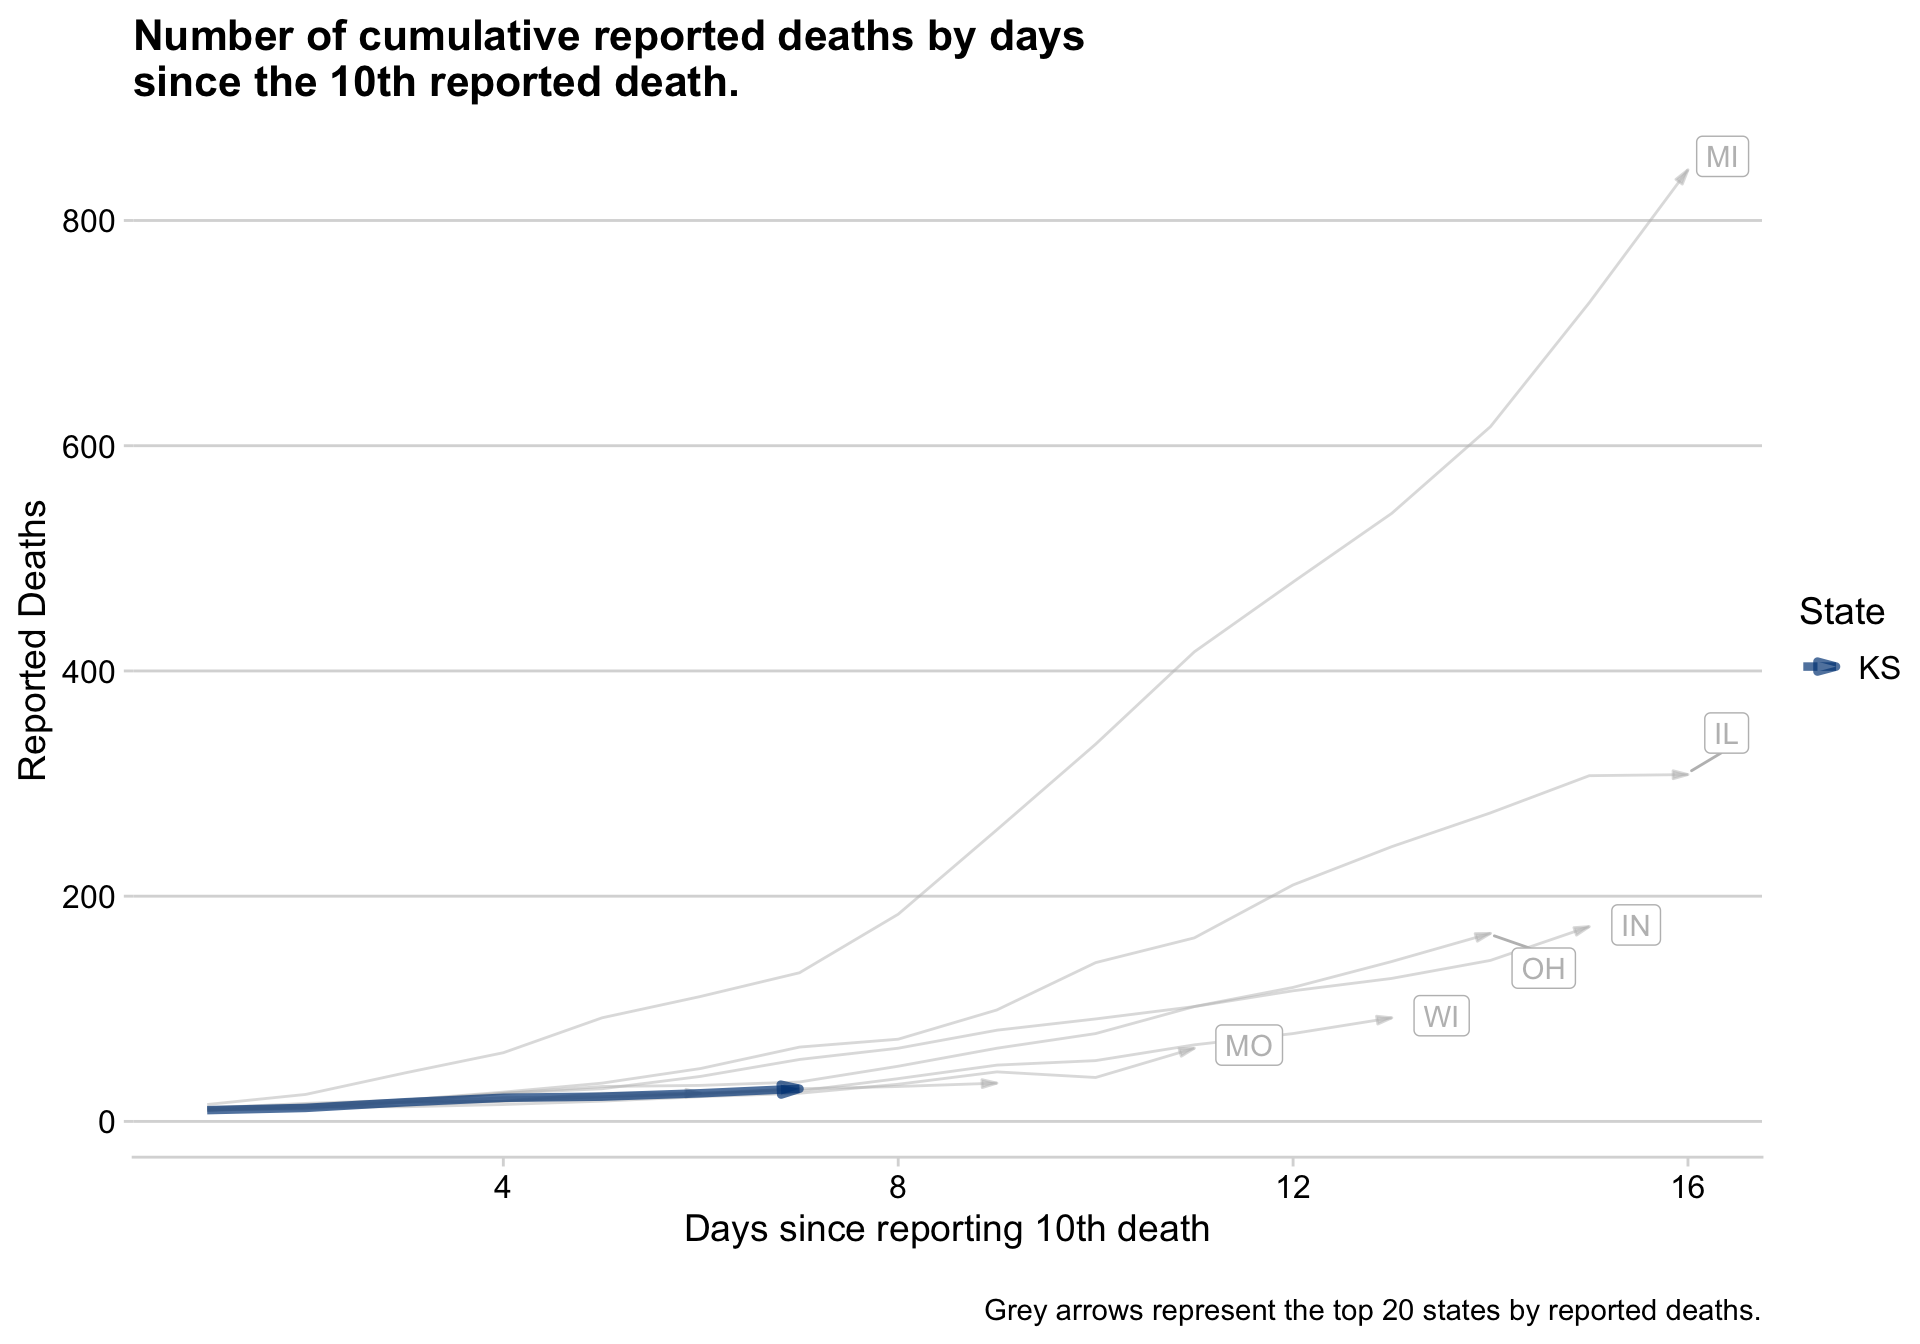 Number of cumulative reported deaths by days
since the 10th reported death.
MI
800
600
Reported Deaths
State
400
KS
IL
200
IN
OH
WI
MO
0
4 8 12 16
Days since reporting 10th death
Grey arrows represent the top 20 states by reported deaths.